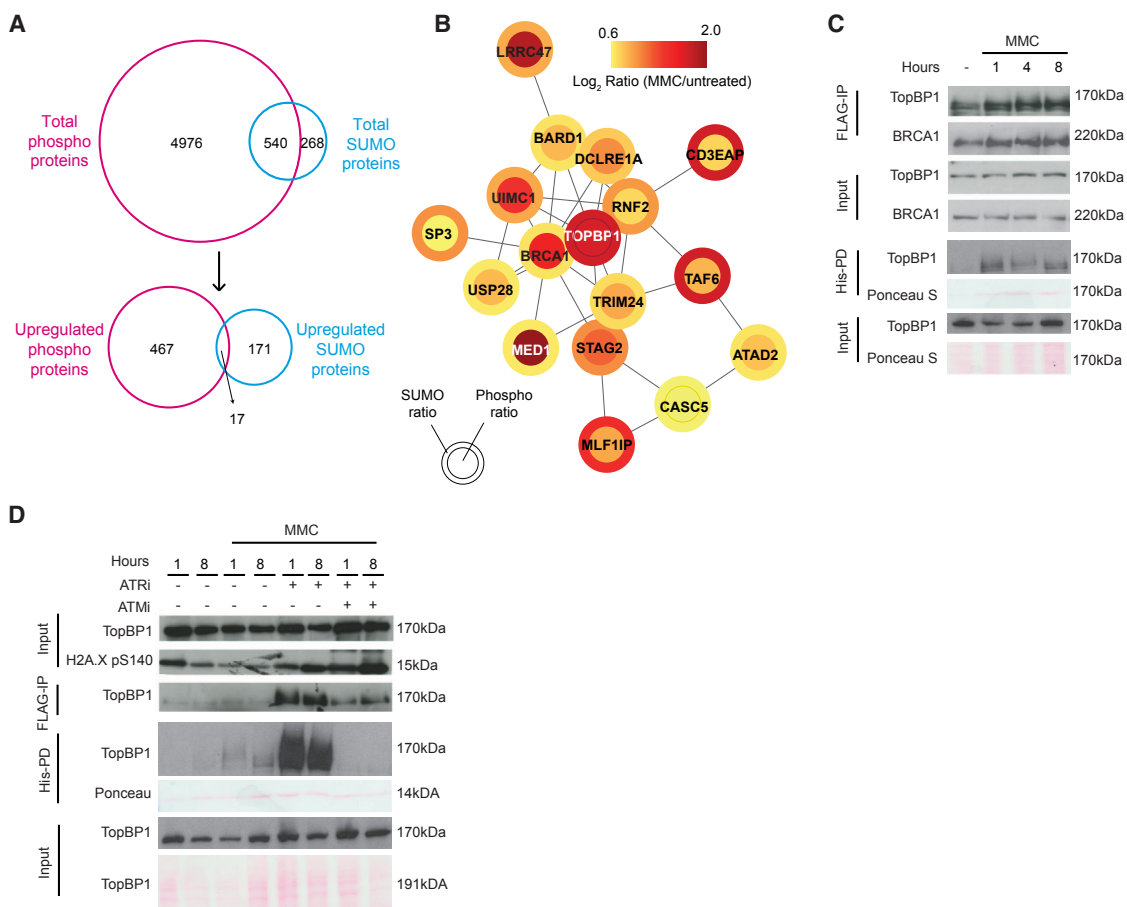 A
Total
phospho
proteins
4976
540
268
Total
SUMO
proteins
Upregulated
phospho
proteins
467
171
Upregulated
SUMO
proteins
17
B
0.6
2.0
Log2 Ratio (MMC/untreated)
LRRC47
BARD1
DCLRE1A
CD3EAP
UIMC1
RNF2
SP3
TOPBP1
BRCA1
USP28
TAF6
TRIM24
MED1
STAG2
ATAD2
CASC5
MLF1IP
SUMO
ratio
Phospho
ratio
C
MMC
Hours - 1 4 8
FLAG-IP
TopBP1 170kDa
BRCA1 220kDa
Input
TopBP1 170kDa
BRCA1 220kDa
His-PD
TopBP1 170kDa
Ponceau S 170kDa
Input
TopBP1 170kDa
Ponceau S 170kDa
D
MMC
Hours 1 8 1 8 1 8 1 8
ATRi - - - - + + + +
ATMi - - - - - - + +
Input
TopBP1 170kDa
H2A.X pS140 15kDa
FLAG-IP
TopBP1 170kDa
His-PD
TopBP1 170kDa
Ponceau 14kDA
Input
TopBP1 170kDa
TopBP1 191kDA